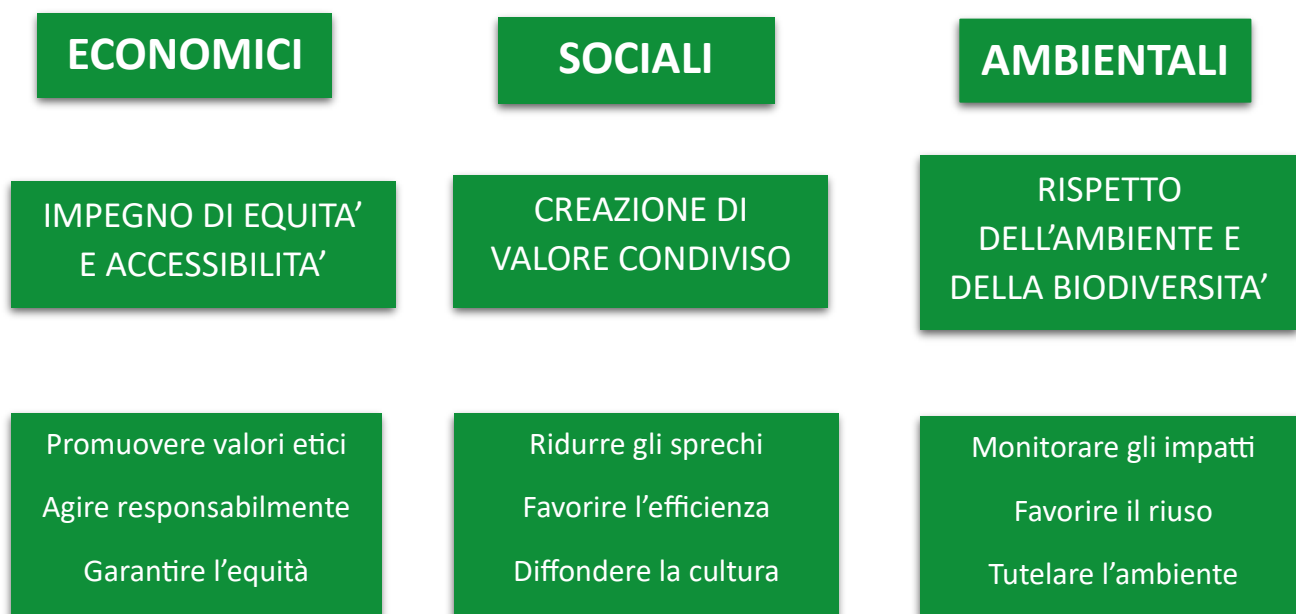 ECONOMICI
SOCIALI
AMBIENTALI
IMPEGNO DI EQUITA’
E ACCESSIBILITA’
CREAZIONE DI
VALORE CONDIVISO
RISPETTO
DELL’AMBIENTE E
DELLA BIODIVERSITA’
Promuovere valori etici
Agire responsabilmente
Garantire l’equità
Ridurre gli sprechi
Favorire l’efficienza
Diffondere la cultura
Monitorare gli impatti
Favorire il riuso
Tutelare l’ambiente